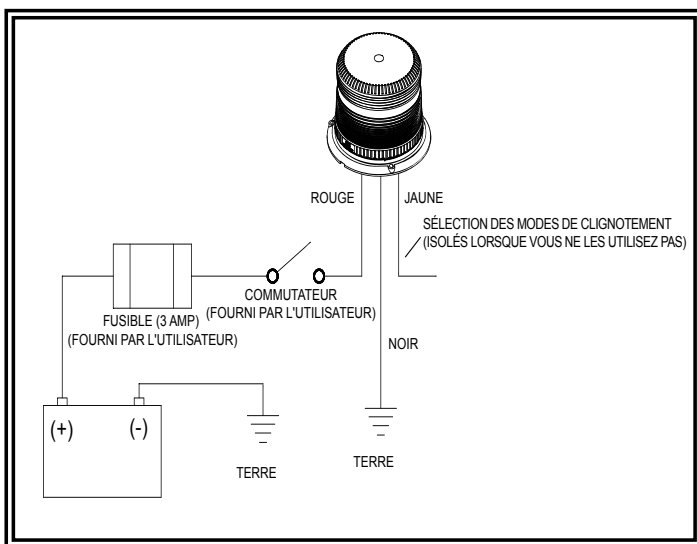 ROUGE
JAUNE
SÉLECTION DES MODES DE CLIGNOTEMENT
(ISOLÉS LORSQUE VOUS NE LES UTILISEZ PAS)
COMMUTATEUR
(FOURNI PAR L'UTILISATEUR)
FUSIBLE (3 AMP)
(FOURNI PAR L'UTILISATEUR)
NOIR
(+)
(-)
TERRE
TERRE